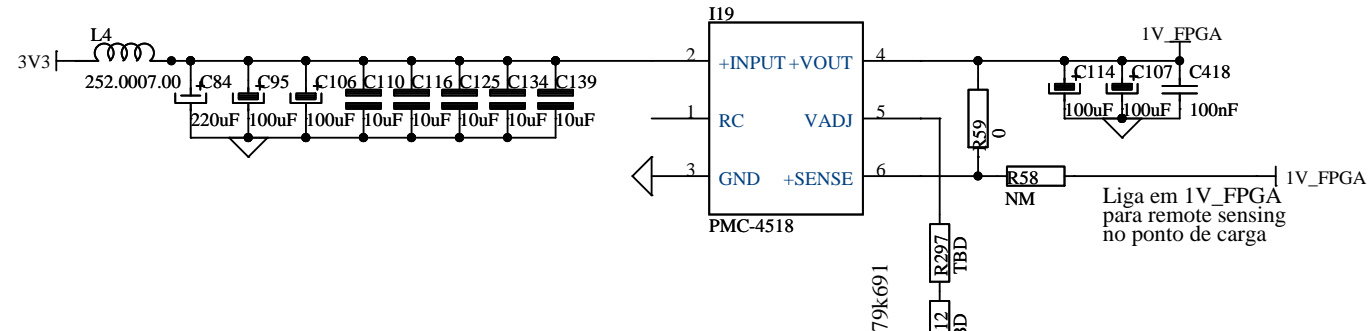 I19
L4
1V_FPGA
3V3
2
+INPUT
+VOUT
4
252.0007.00
+C84
+C95
+C106
C110
C116
C125
C134
C139
+C114
+C107
C418
220uF
100uF
100uF
10uF
10uF
10uF
10uF
10uF
1
RC
VADJ
5
R59
0
100uF
100uF
100nF
3
GND
+SENSE
6
R58
1V_FPGA
NM
Liga em 1V_FPGA
para remote sensing
no ponto de carga
PMC-4518
R297
TBD
79k691